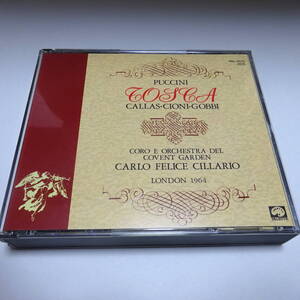 PUCCINI
TOSCA
CALLAS-CIONI-GOBBI
CORO E ORCHESTRA DEL
COVENT GARDEN
CARLO FELICE CILLARIO
LONDON 1964